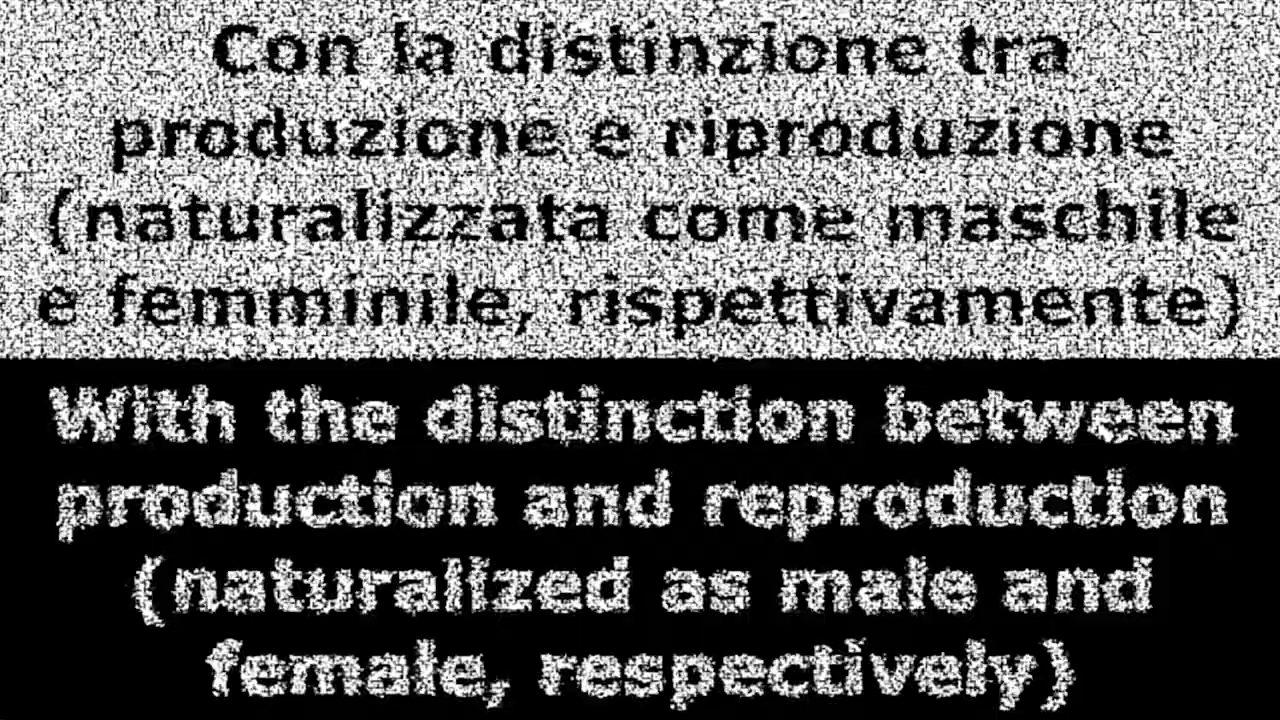 Con la distinzione tra
produzione e riproduzione
(naturalizzata come maschile
e femminile, rispettivamente)
With the distinction between
production and reproduction
(naturalized as male and
female, respectively)